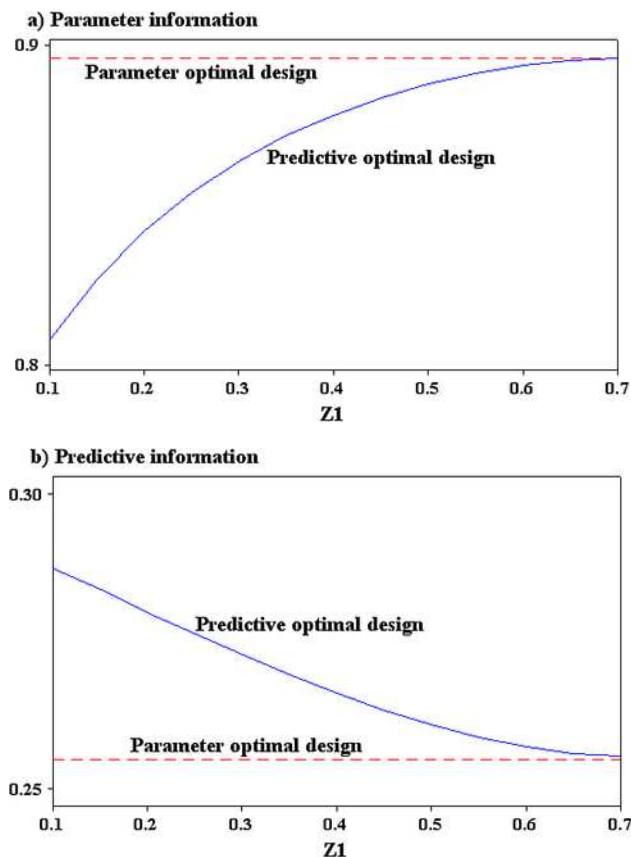 a) Parameter information
0.9
Parameter optimal design
Predictive optimal design
0.8
0.1 0.2 0.3 0.4 0.5 0.6 0.7
Z1
b) Predictive information
0.30
Predictive optimal design
Parameter optimal design
0.25
0.1 0.2 0.3 0.4 0.5 0.6 0.7
Z1